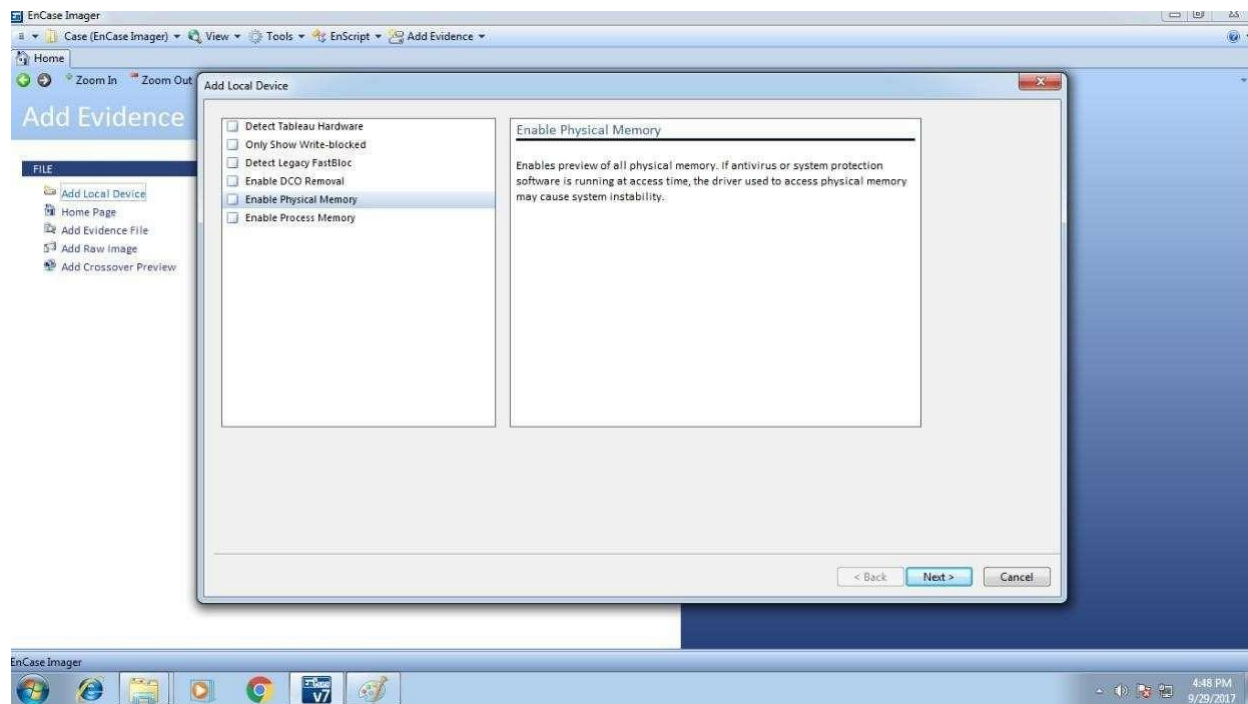 EnCase Imager
Case (EnCase Imager) View Tools EnScript Add Evidence
Home
Zoom In Zoom Out
Add Local Device
Add Evidence
FILE
Add Local Device
Home Page
Add Evidence File
Add Raw Image
Add Crossover Preview
Detect Tableau Hardware
Only Show Write-blocked
Detect Legacy FastBloc
Enable DCO Removal
Enable Physical Memory
Enable Process Memory
Enable Physical Memory
Enables preview of all physical memory. If antivirus or system protection
software is running at access time, the driver used to access physical memory
may cause system instability.
< Back Next > Cancel
EnCase Imager
v7
4:48 PM
9/29/2017